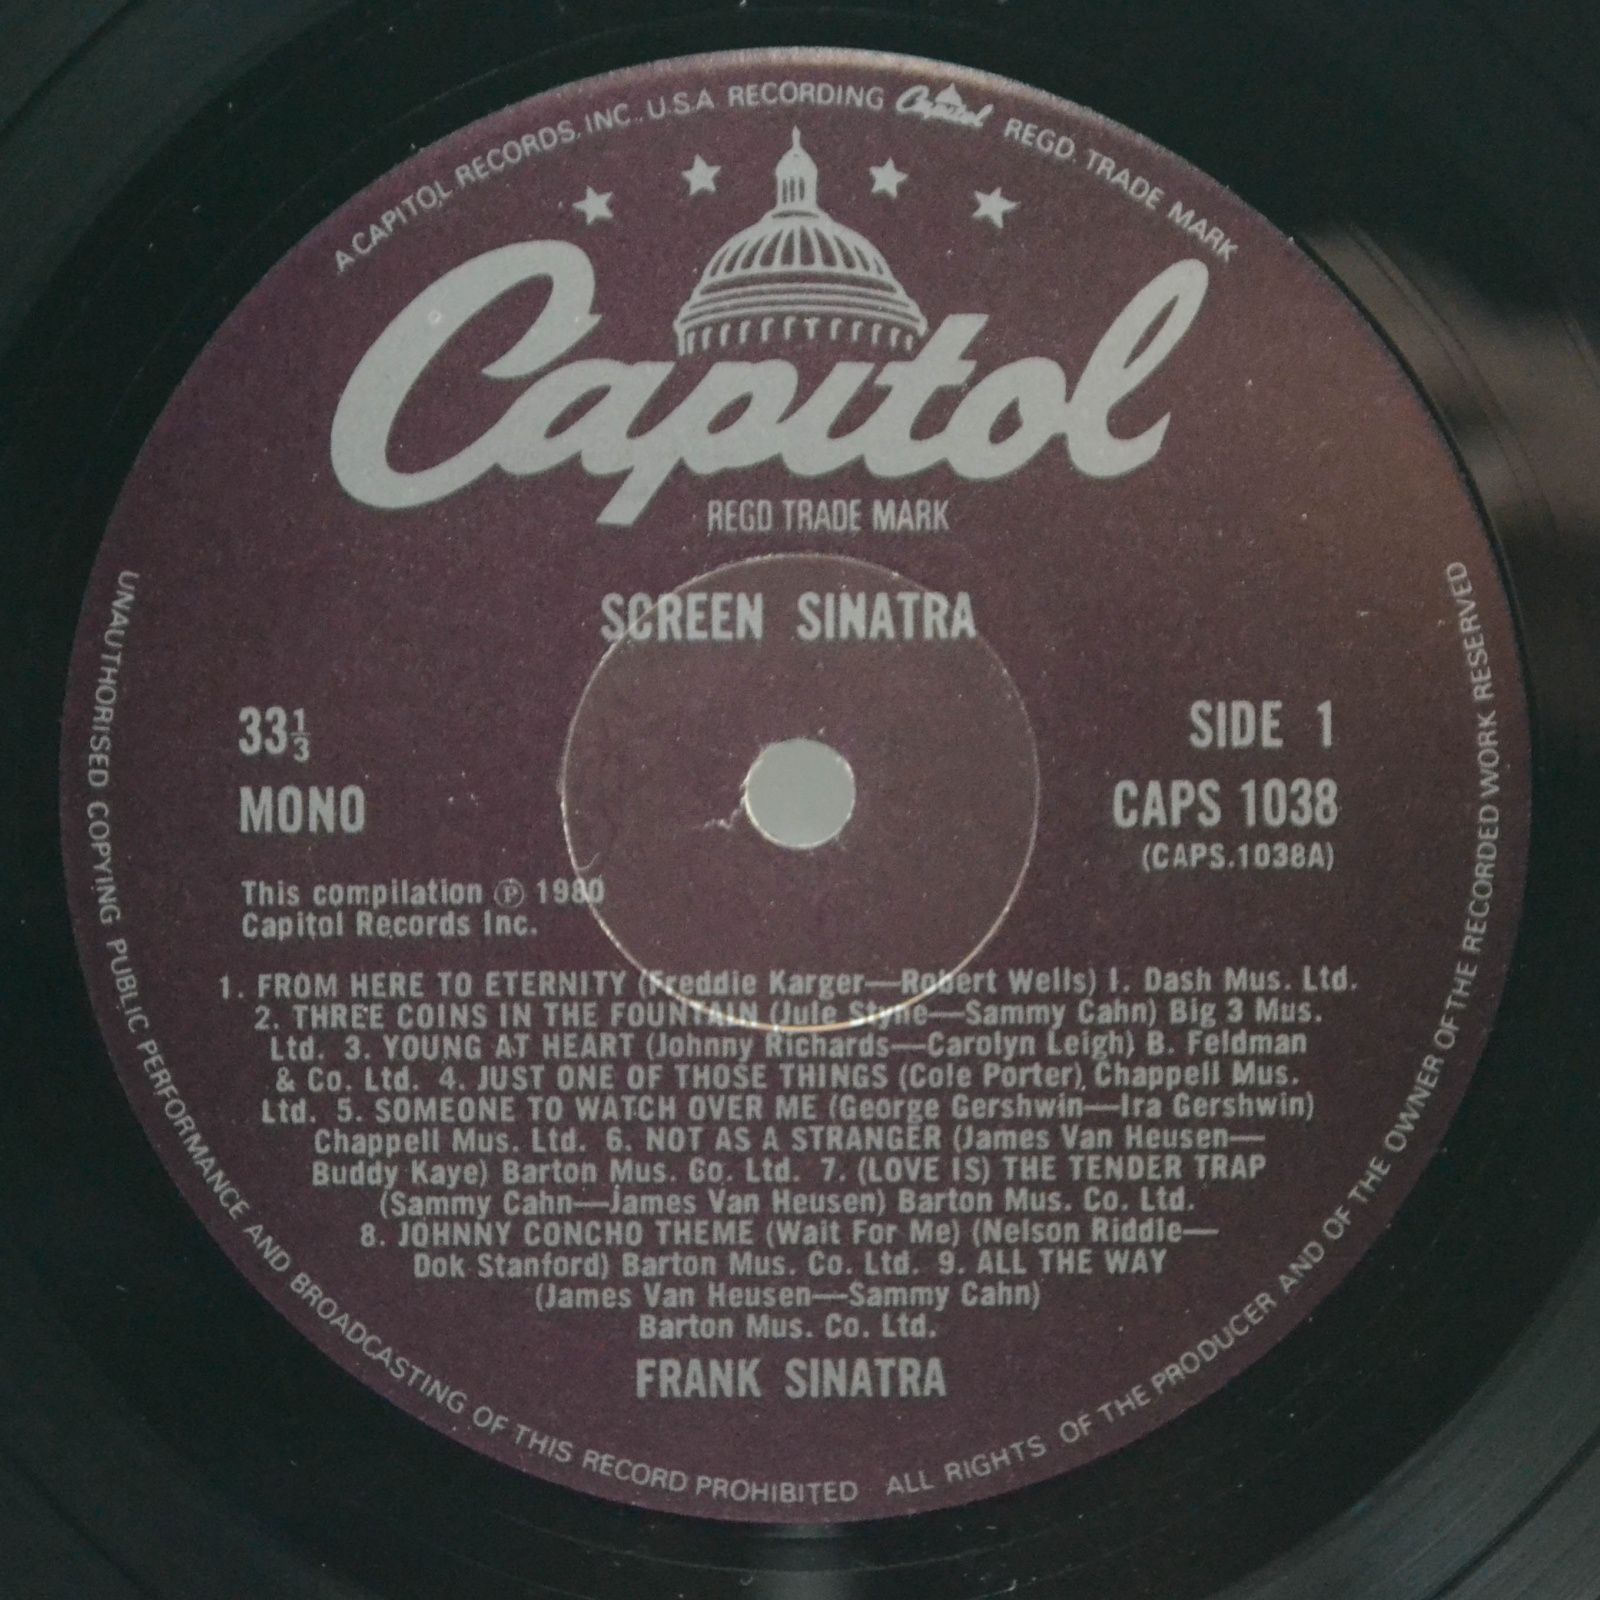 A CAPITOL RECORDS, INC., U.S.A RECORDING Capitol REGD. TRADE MARK
Capitol
REGD TRADE MARK
SCREEN SINATRA
33⅓
MONO
SIDE 1
CAPS 1038
(CAPS.1038A)
This compilation ℗ 1980
Capitol Records Inc.
1. FROM HERE TO ETERNITY (Freddie Karger—Robert Wells) I. Dash Mus. Ltd.
2. THREE COINS IN THE FOUNTAIN (Jule Styne—Sammy Cahn) Big 3 Mus.
Ltd. 3. YOUNG AT HEART (Johnny Richards—Carolyn Leigh) B. Feldman
& Co. Ltd. 4. JUST ONE OF THOSE THINGS (Cole Porter) Chappell Mus.
Ltd. 5. SOMEONE TO WATCH OVER ME (George Gershwin—Ira Gershwin)
Chappell Mus. Ltd. 6. NOT AS A STRANGER (James Van Heusen—
Buddy Kaye) Barton Mus. Co. Ltd. 7. (LOVE IS) THE TENDER TRAP
(Sammy Cahn—James Van Heusen) Barton Mus. Co. Ltd.
8. JOHNNY CONCHO THEME (Wait For Me) (Nelson Riddle—
Dok Stanford) Barton Mus. Co. Ltd. 9. ALL THE WAY
(James Van Heusen—Sammy Cahn)
Barton Mus. Co. Ltd.
FRANK SINATRA
UNAUTHORISED COPYING PUBLIC PERFORMANCE AND BROADCASTING OF THIS RECORD PROHIBITED ALL RIGHTS OF THE PRODUCER AND OF THE OWNER OF THE RECORDED WORK RESERVED